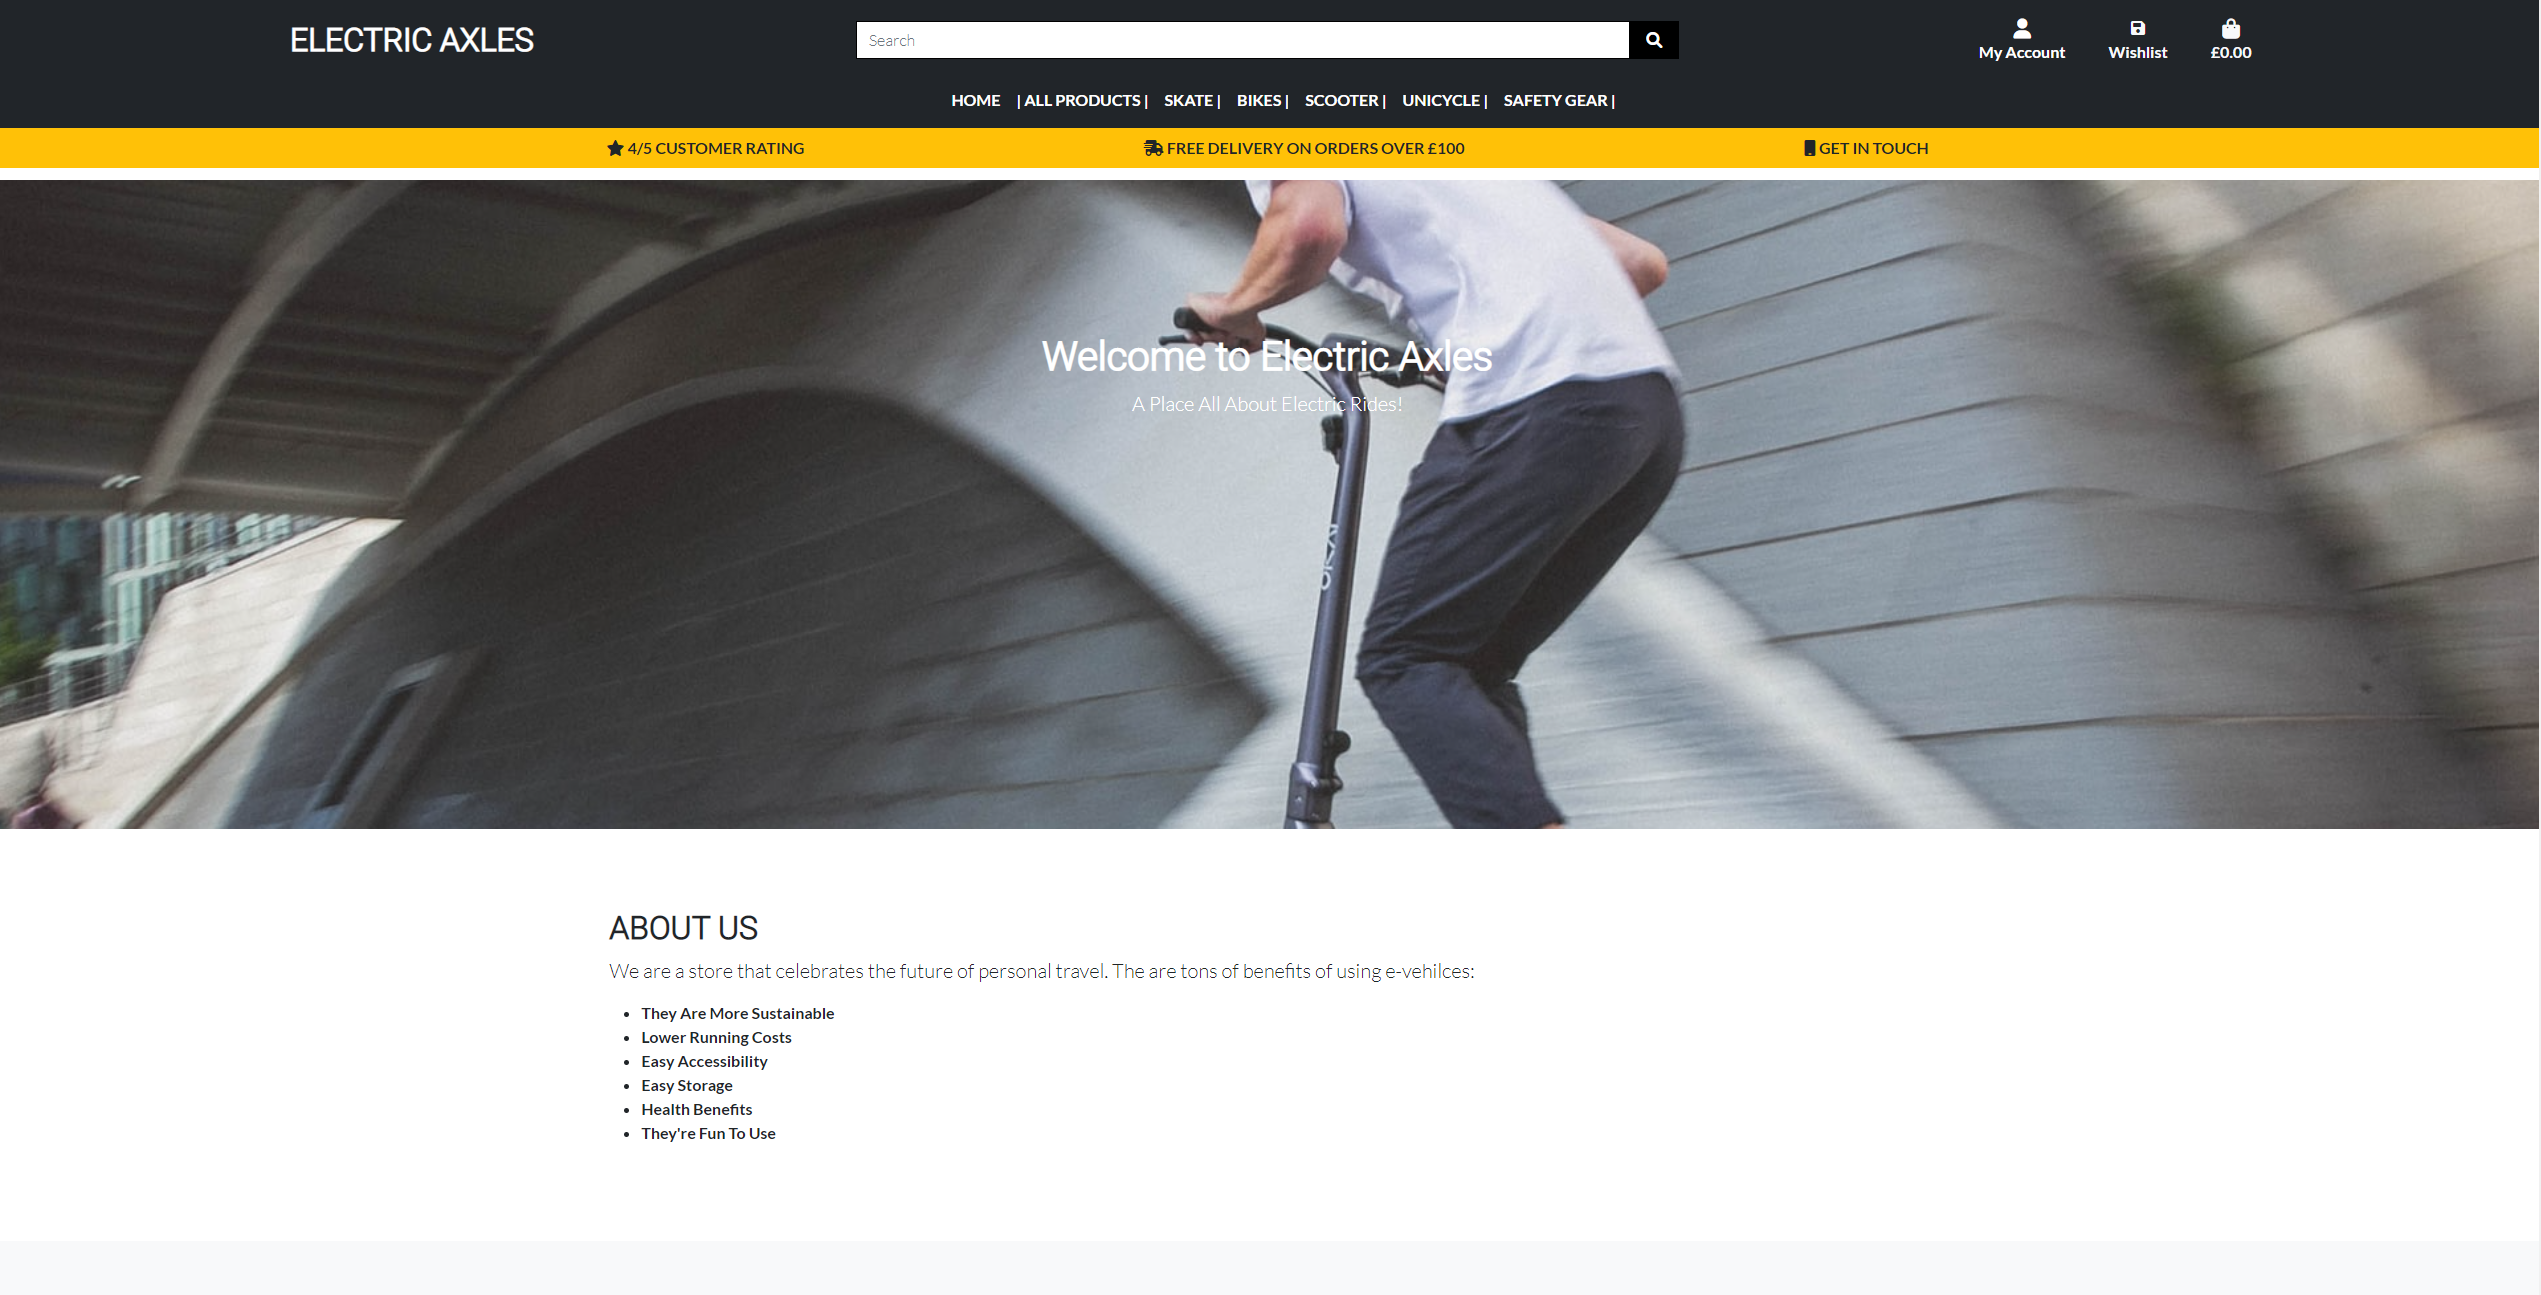 ELECTRIC AXLES
Search
My Account
Wishlist
£0.00
HOME | ALL PRODUCTS | SKATE | BIKES | SCOOTER | UNICYCLE | SAFETY GEAR |
4/5 CUSTOMER RATING
FREE DELIVERY ON ORDERS OVER £100
GET IN TOUCH
Welcome to Electric Axles
A Place All About Electric Rides!
OKAI
ABOUT US
We are a store that celebrates the future of personal travel. The are tons of benefits of using e-vehilces:
They Are More Sustainable
Lower Running Costs
Easy Accessibility
Easy Storage
Health Benefits
They're Fun To Use